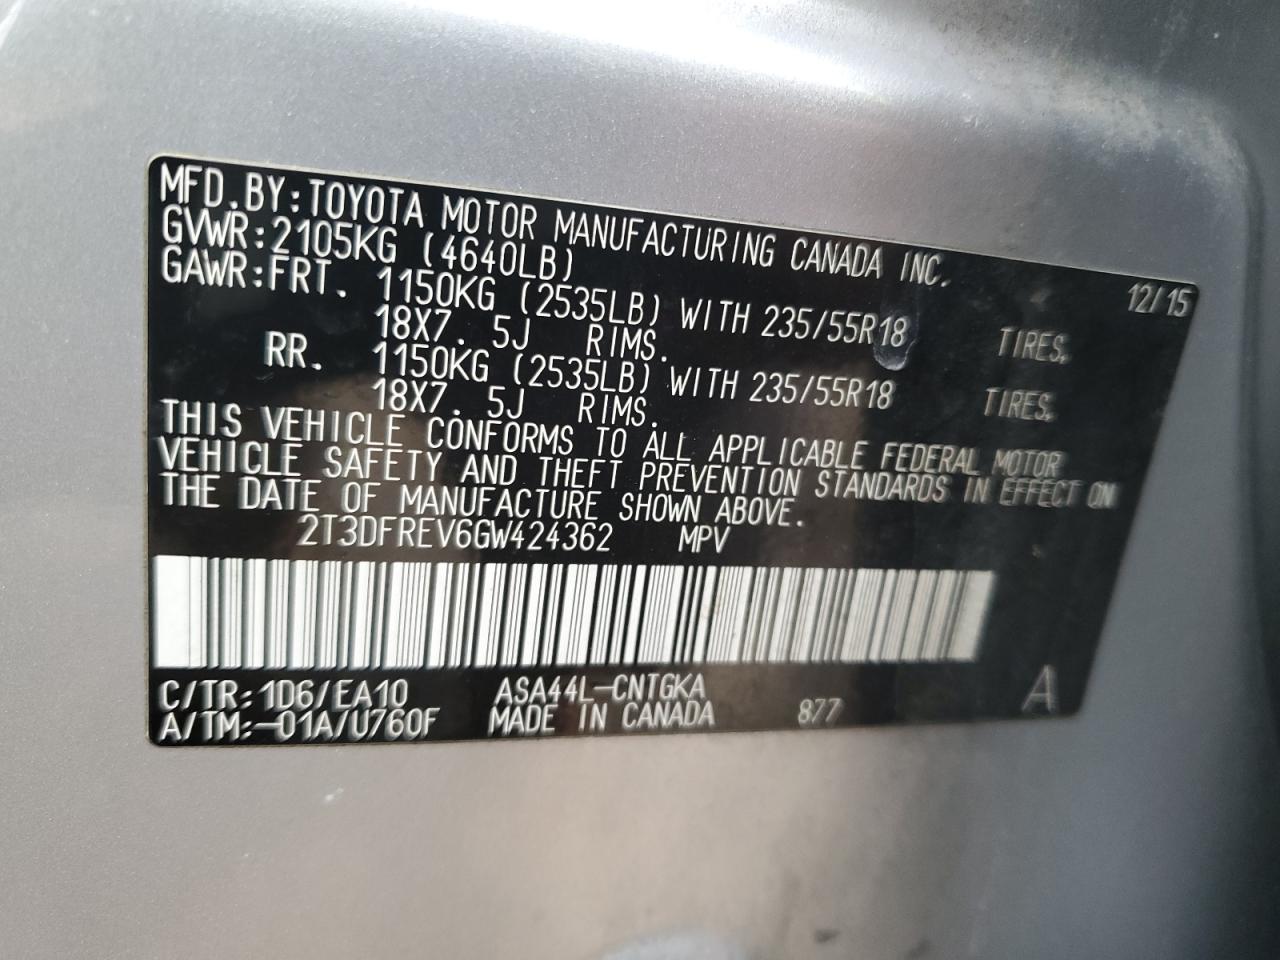 MFD.BY:TOYOTA MOTOR MANUFACTURING CANADA INC.
GVWR:2105KG (4640LB) 12/15
GAWR:FRT. 1150KG (2535LB) WITH 235/55R18 TIRES,
18X7. 5J RIMS.
RR. 1150KG (2535LB) WITH 235/55R18 TIRES,
18X7. 5J RIMS.
THIS VEHICLE CONFORMS TO ALL APPLICABLE FEDERAL MOTOR
VEHICLE SAFETY AND THEFT PREVENTION STANDARDS IN EFFECT ON
THE DATE OF MANUFACTURE SHOWN ABOVE.
2T3DFREV6GW424362 MPV
C/TR:1D6/EA10 ASA44L-CNTGKA A
A/TM:-01A/U760F MADE IN CANADA 877